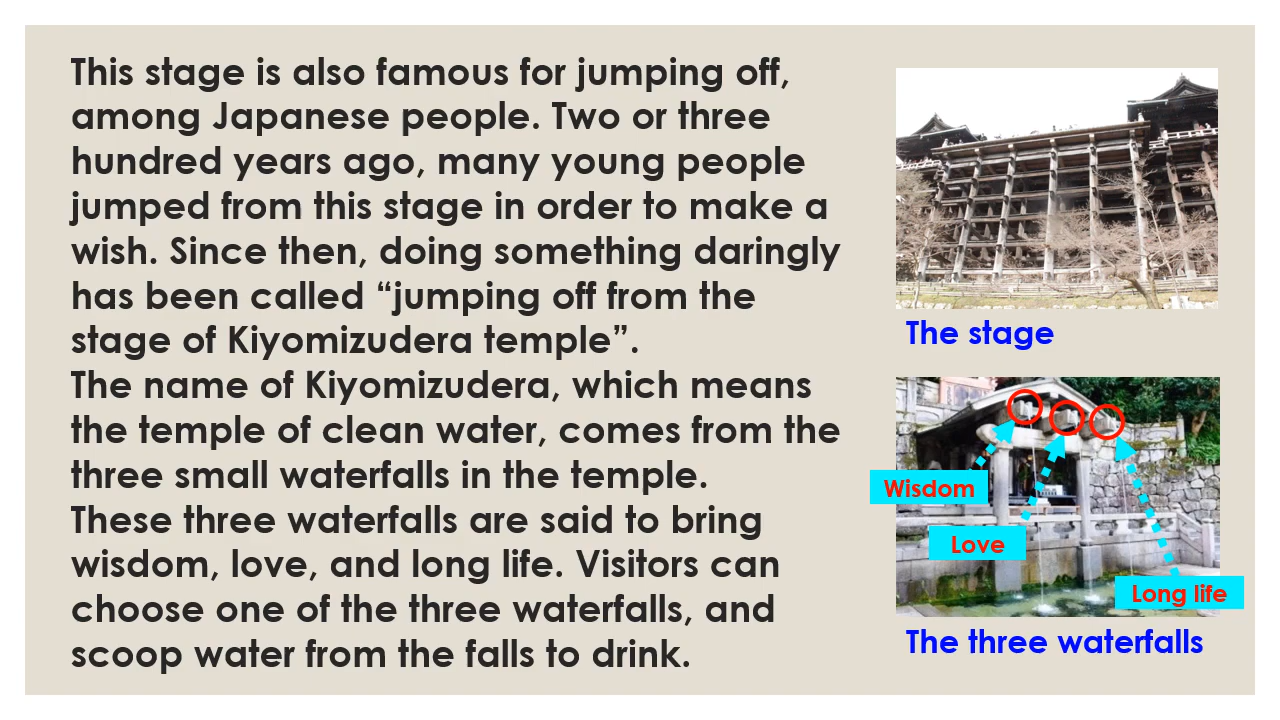 This stage is also famous for jumping off,
among Japanese people. Two or three
hundred years ago, many young people
jumped from this stage in order to make a
wish. Since then, doing something daringly
has been called “jumping off from the
stage of Kiyomizudera temple”.
The name of Kiyomizudera, which means
the temple of clean water, comes from the
three small waterfalls in the temple.
These three waterfalls are said to bring
wisdom, love, and long life. Visitors can
choose one of the three waterfalls, and
scoop water from the falls to drink.
The stage
Wisdom
Love
Long life
The three waterfalls